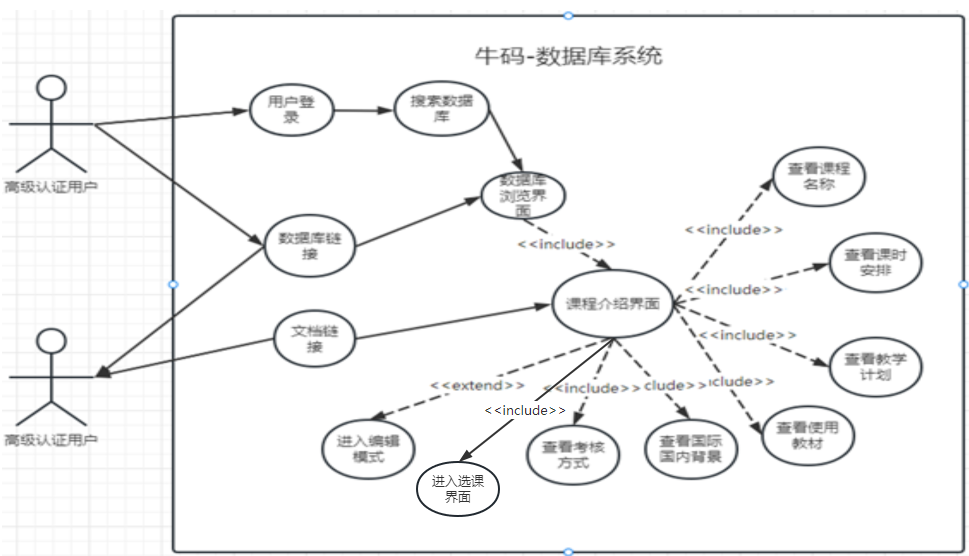 牛码-数据库系统
用户登
录
搜索数据
库
高级认证用户
数据库
浏览界
面
查看课程
名称
<<include>>
数据库链
接
<<include>>
查看课时
安排
<<include>>
课程介绍界面
文档链
接
<<include>>
查看教学
计划
高级认证用户
<<extend>>
<<include>>
clude>>
clude>>
<<include>>
进入编辑
模式
查看考核
方式
查看国际
国内背景
查看使用
教材
进入选课
界面